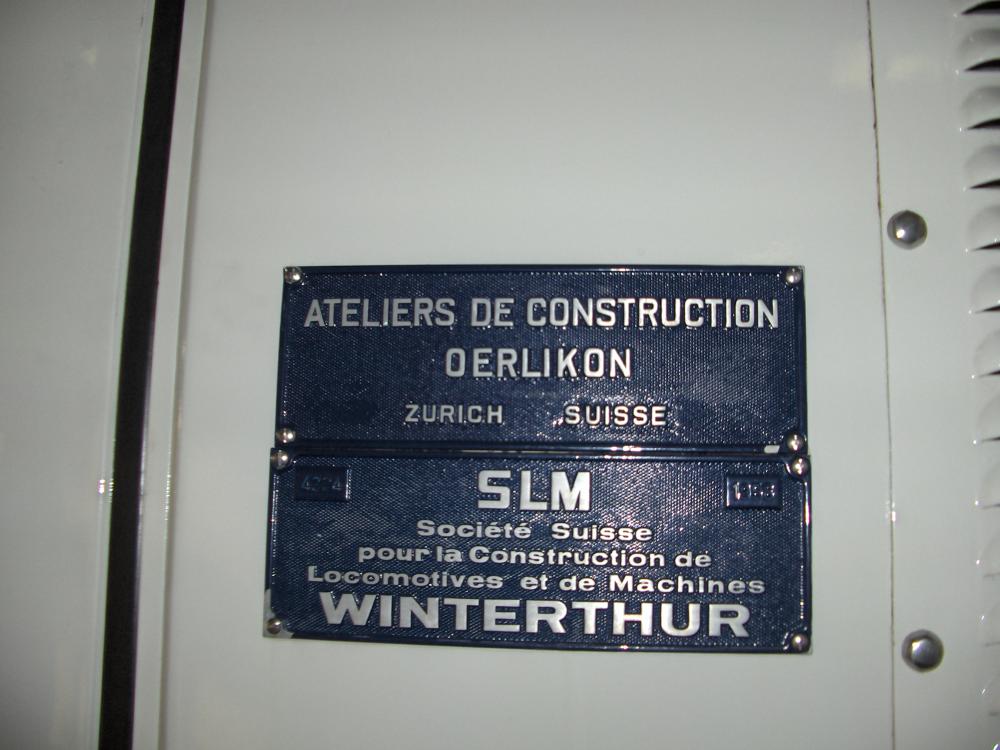 ATELIERS DE CONSTRUCTION
OERLIKON
ZURICH SUISSE
SLM
Société Suisse
pour la Construction de
Locomotives et de Machines
WINTERTHUR